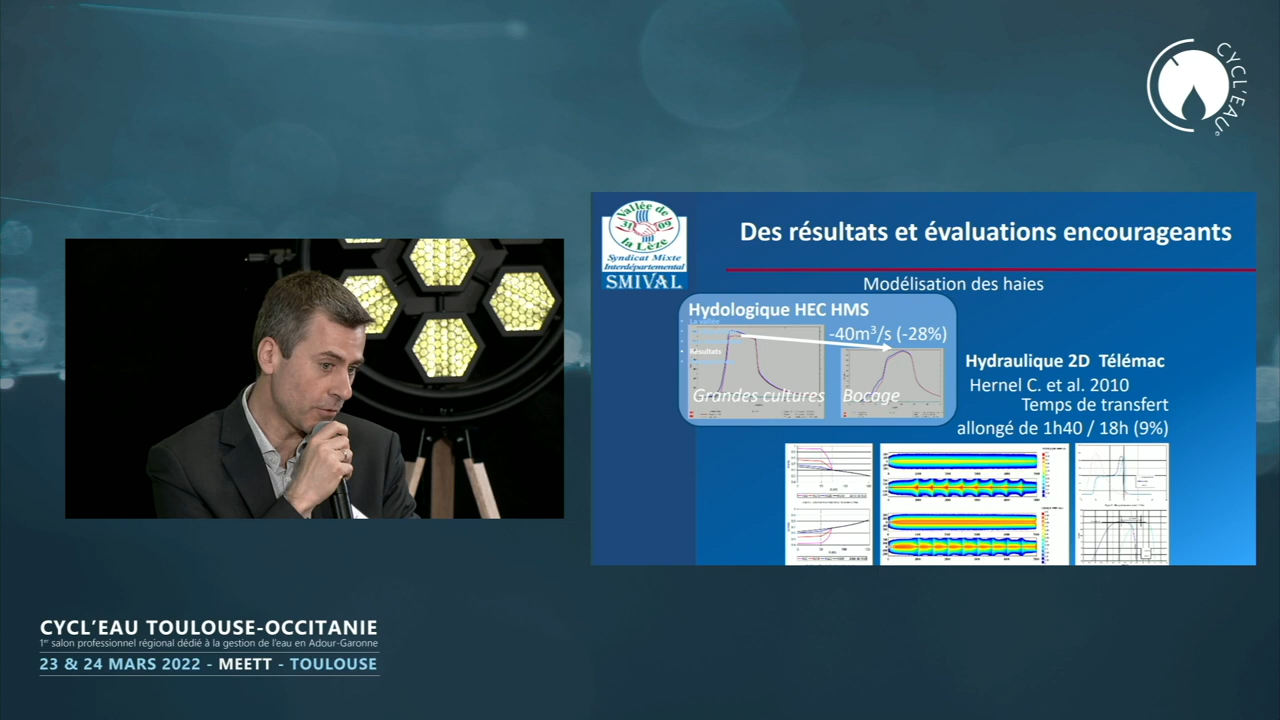 CYCL'EAU
Vallée de
31 09
la Lèze
Syndicat Mixte
Interdépartemental
SMIVAL
Des résultats et évaluations encourageants
Modélisation des haies
Hydologique HEC HMS
Résultats
-40m³/s (-28%)
Grandes cultures
Bocage
Hydraulique 2D Télémac
Hernel C. et al. 2010
Temps de transfert
allongé de 1h40 / 18h (9%)
CYCL'EAU TOULOUSE-OCCITANIE
1er salon professionnel régional dédié à la gestion de l'eau en Adour-Garonne
23 & 24 MARS 2022 - MEETT - TOULOUSE